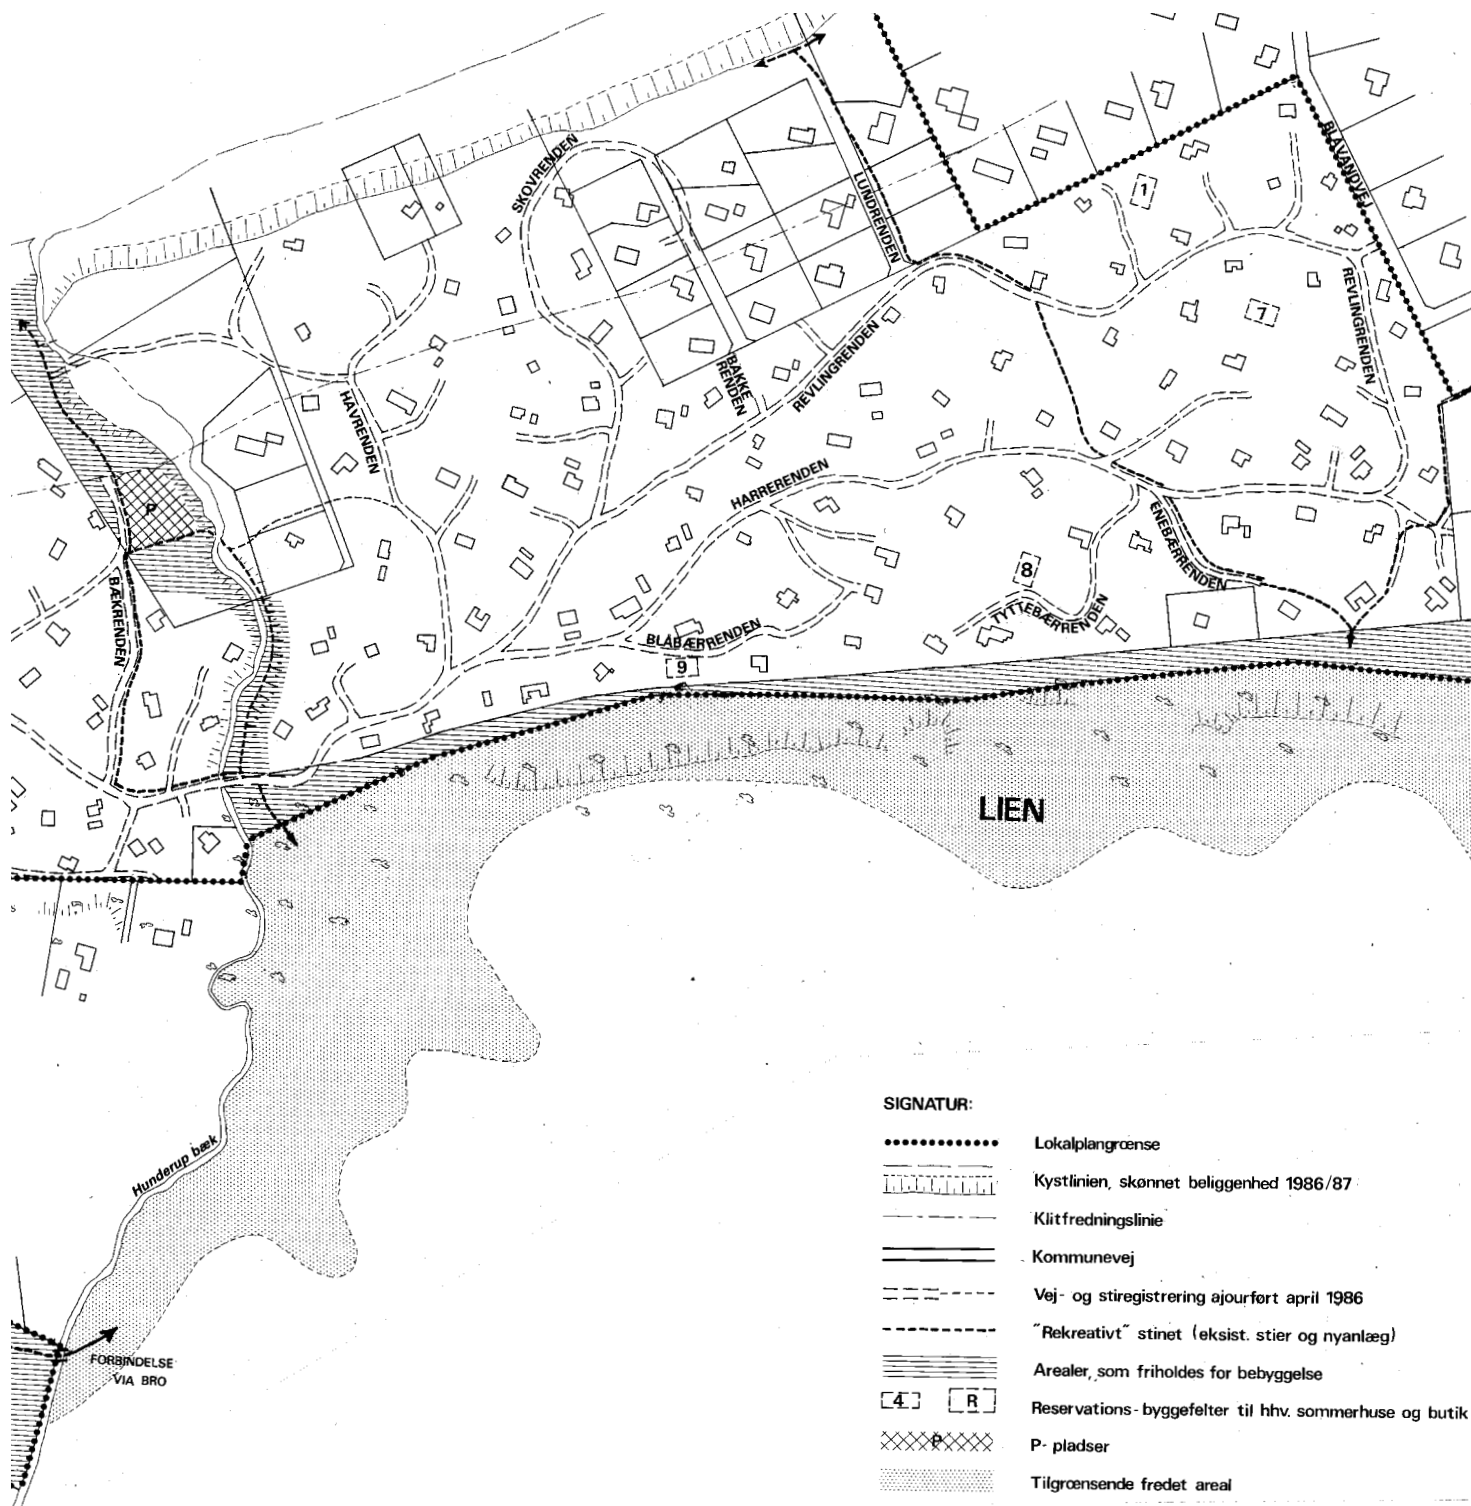 SKOVRENDEN
LUNDRENDEN
BLAVANDVEJ
1
7
REVLINGRENDEN
HAVRENDEN
BAKKE
RENDEN
REVLINGRENDEN
HARRERENDEN
P
ENEBÆRRENDEN
BÆKRENDEN
8
TYTTEBÆRRENDEN
BLÅBÆRRENDEN
9
LIEN
Hunderup bæk
FORBINDELSE
VIA BRO
SIGNATUR:
Lokalplangrænse
Kystlinien, skønnet beliggenhed 1986/87
Klitfredningslinie
Kommunevej
Vej- og stiregistrering ajourført april 1986
"Rekreativt" stinet (eksist. stier og nyanlæg)
Arealer, som friholdes for bebyggelse
4 R Reservations-byggefelter til hhv. sommerhuse og butik
P P- pladser
Tilgrænsende fredet areal